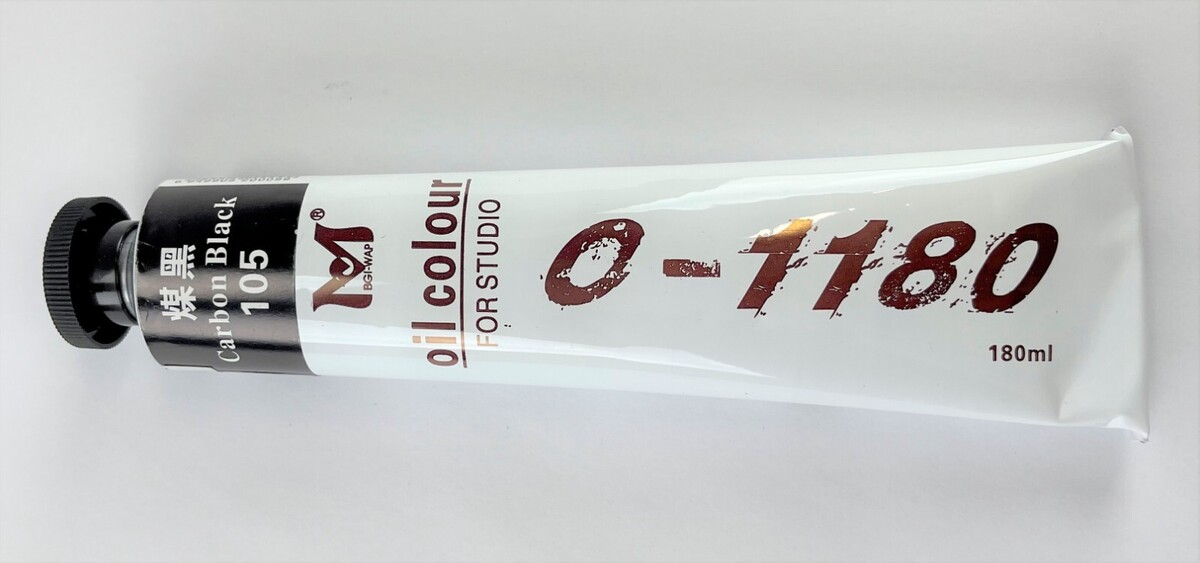 煤黑
Carbon Black
105
M®
BGI-WAP
oil colour
FOR STUDIO
O-1180
180ml